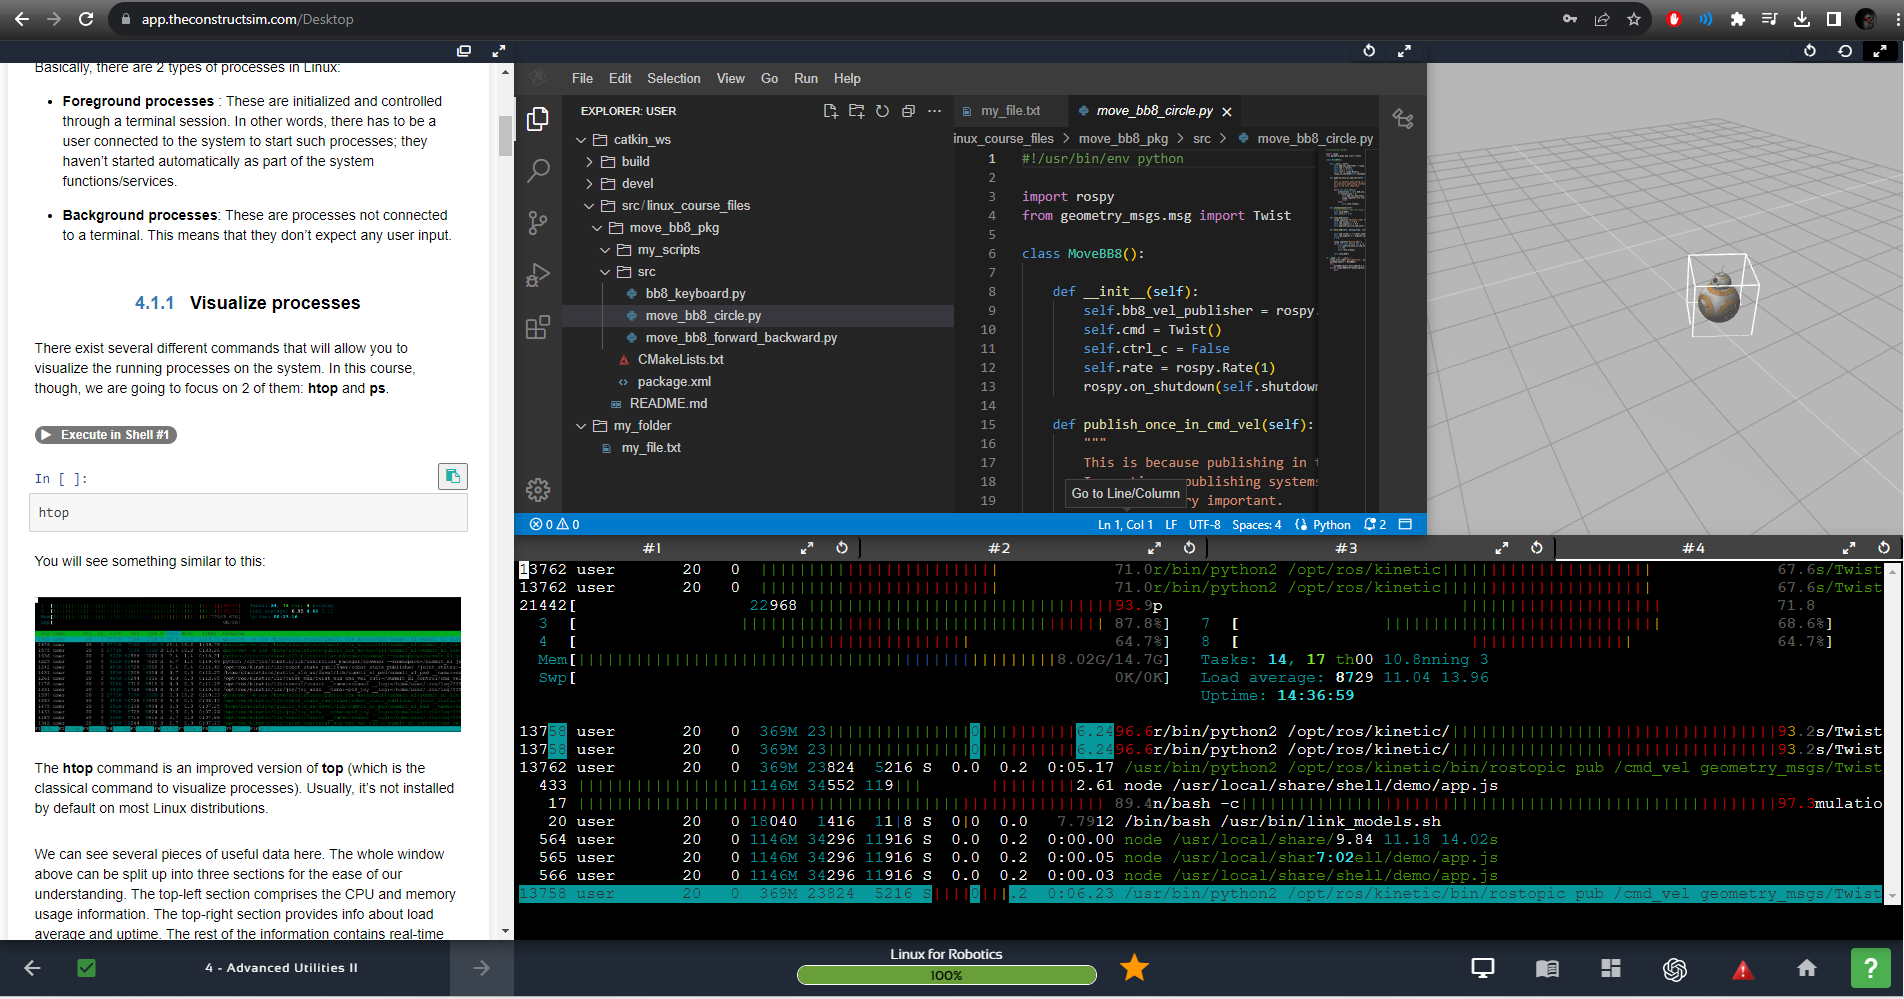 app.theconstructsim.com/Desktop
Basically, there are 2 types of processes in Linux:
• Foreground processes : These are initialized and controlled
through a terminal session. In other words, there has to be a
user connected to the system to start such processes; they
haven’t started automatically as part of the system
functions/services.
• Background processes: These are processes not connected
to a terminal. This means that they don’t expect any user input.
4.1.1 Visualize processes
There exist several different commands that will allow you to
visualize the running processes on the system. In this course,
though, we are going to focus on 2 of them: htop and ps.
Execute in Shell #1
In [ ]:
htop
You will see something similar to this:
The htop command is an improved version of top (which is the
classical command to visualize processes). Usually, it’s not installed
by default on most Linux distributions.
We can see several pieces of useful data here. The whole window
above can be split up into three sections for the ease of our
understanding. The top-left section comprises the CPU and memory
usage information. The top-right section provides info about load
average and uptime. The rest of the information contains real-time
File Edit Selection View Go Run Help
EXPLORER: USER
catkin_ws
build
devel
src/linux_course_files
move_bb8_pkg
my_scripts
src
bb8_keyboard.py
move_bb8_circle.py
move_bb8_forward_backward.py
CMakeLists.txt
package.xml
README.md
my_folder
my_file.txt
my_file.txt move_bb8_circle.py
inux_course_files > move_bb8_pkg > src > move_bb8_circle.py
1 #!/usr/bin/env python
2
3 import rospy
4 from geometry_msgs.msg import Twist
5
6 class MoveBB8():
7
8 def __init__(self):
9 self.bb8_vel_publisher = rospy.
10 self.cmd = Twist()
11 self.ctrl_c = False
12 self.rate = rospy.Rate(1)
13 rospy.on_shutdown(self.shutdow
14
15 def publish_once_in_cmd_vel(self):
16 """
17 This is because publishing in
18 publishing systems
19 ry important.
Go to Line/Column
0 0 Ln 1, Col 1 LF UTF-8 Spaces: 4 Python 2
#1 #2 #3 #4
13762 user 20 0 71.0r/bin/python2 /opt/ros/kinetic 67.6s/Twist
13762 user 20 0 71.0r/bin/python2 /opt/ros/kinetic 67.6s/Twist
21442[ 22968 93.9p 71.8
3 [ 87.8%] 7 [ 68.6%]
4 [ 64.7%] 8 [ 64.7%]
Mem[ 8.02G/14.7G] Tasks: 14, 17 th00 10.8nning 3
Swp[ 0K/0K] Load average: 8729 11.04 13.96
Uptime: 14:36:59
13758 user 20 0 369M 23 0 6.2496.6r/bin/python2 /opt/ros/kinetic/ 93.2s/Twist
13758 user 20 0 369M 23 0 6.2496.6r/bin/python2 /opt/ros/kinetic/ 93.2s/Twist
13762 user 20 0 369M 23824 5216 S 0.0 0.2 0:05.17 /usr/bin/python2 /opt/ros/kinetic/bin/rostopic pub /cmd_vel geometry_msgs/Twist
433 1146M 34552 119 2.61 node /usr/local/share/shell/demo/app.js
17 89.4n/bash -c 97.3mulatio
20 user 20 0 18040 1416 11|8 S 0|0 0.0 7.7912 /bin/bash /usr/bin/link_models.sh
564 user 20 0 1146M 34296 11916 S 0.0 0.2 0:00.00 node /usr/local/share/9.84 11.18 14.02s
565 user 20 0 1146M 34296 11916 S 0.0 0.2 0:00.05 node /usr/local/shar7:02ell/demo/app.js
566 user 20 0 1146M 34296 11916 S 0.0 0.2 0:00.03 node /usr/local/share/shell/demo/app.js
13758 user 20 0 369M 23824 5216 S 0 .2 0:06.23 /usr/bin/python2 /opt/ros/kinetic/bin/rostopic pub /cmd_vel geometry_msgs/Twist
4 - Advanced Utilities II
Linux for Robotics
100%
?